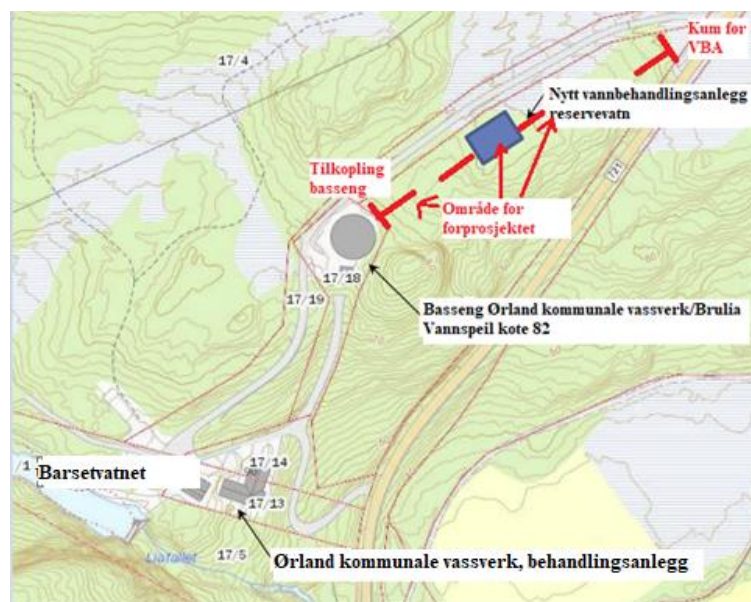 Kum for
VBA
17/4
Nytt vannbehandlingsanlegg
reservevatn
Tilkopling
basseng
721
Område for
forprosjektet
17/18
17/19
Basseng Ørland kommunale vassverk/Brulia
Vannspeil kote 82
Barsetvatnet
17/14
17/13
Liafallet
17/5
Ørland kommunale vassverk, behandlingsanlegg